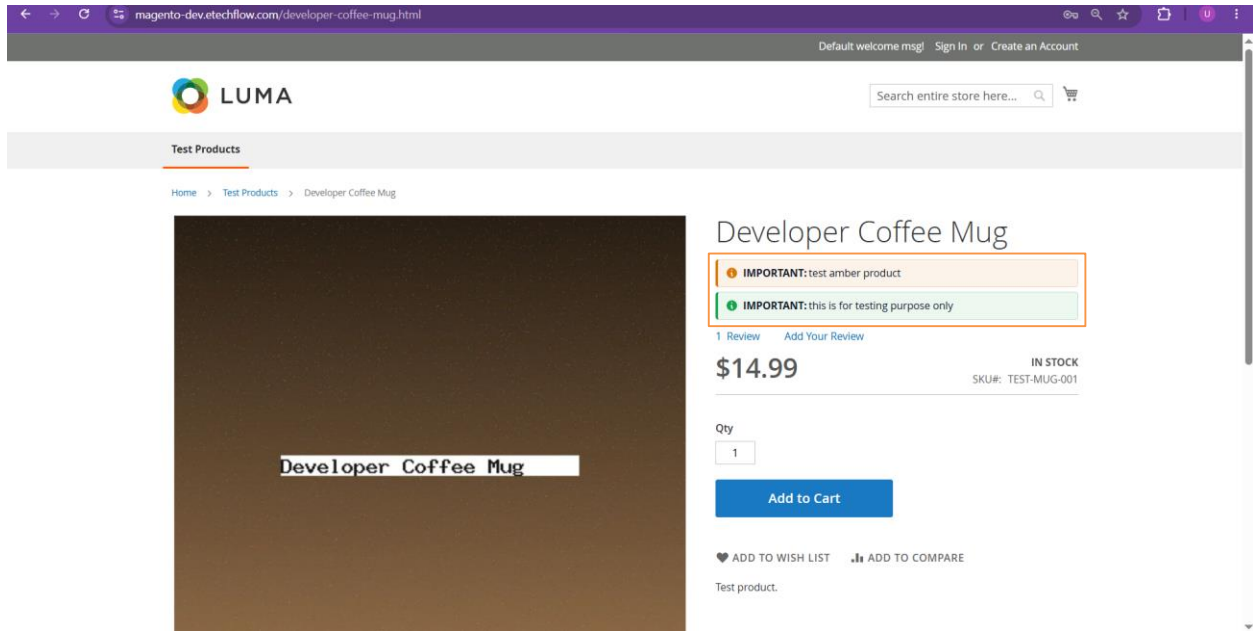 magento-dev.etechflow.com/developer-coffee-mug.html
U
Default welcome msg! Sign In or Create an Account
LUMA
Search entire store here...
Test Products
Home > Test Products > Developer Coffee Mug
Developer Coffee Mug
Developer Coffee Mug
IMPORTANT: test amber product
IMPORTANT: this is for testing purpose only
1 Review Add Your Review
$14.99
IN STOCK
SKU#: TEST-MUG-001
Qty
1
Add to Cart
ADD TO WISH LIST ADD TO COMPARE
Test product.